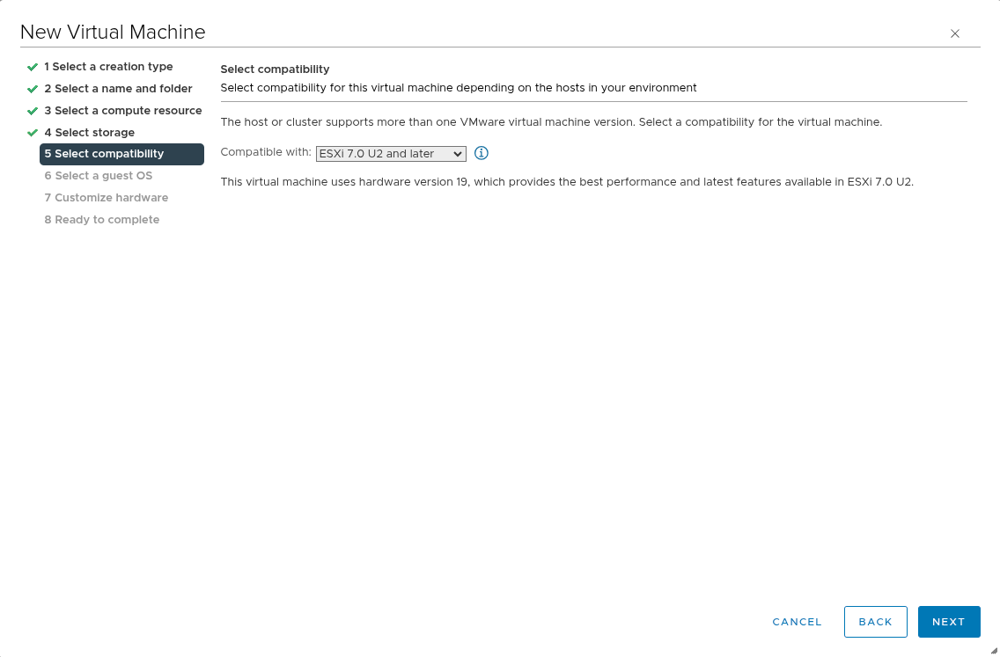 New Virtual Machine
1 Select a creation type
2 Select a name and folder
3 Select a compute resource
4 Select storage
5 Select compatibility
6 Select a guest OS
7 Customize hardware
8 Ready to complete
Select compatibility
Select compatibility for this virtual machine depending on the hosts in your environment
The host or cluster supports more than one VMware virtual machine version. Select a compatibility for the virtual machine.
Compatible with: ESXi 7.0 U2 and later
This virtual machine uses hardware version 19, which provides the best performance and latest features available in ESXi 7.0 U2.
CANCEL BACK NEXT